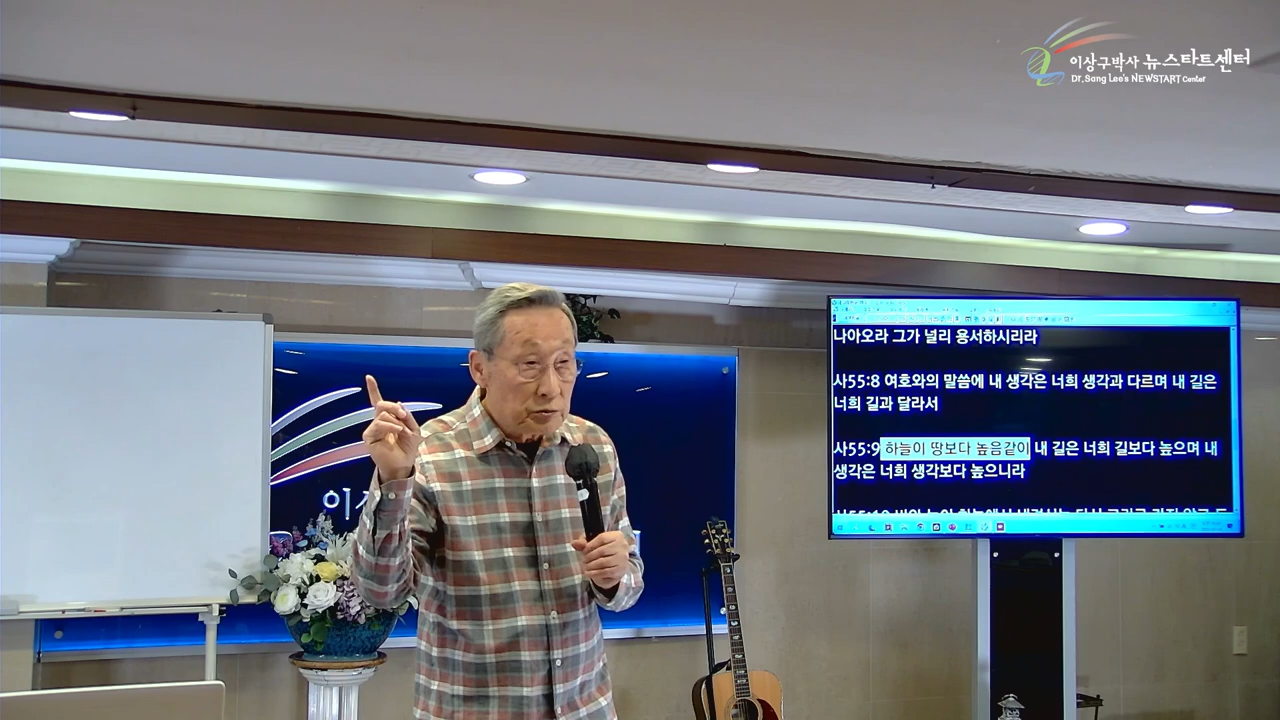 이상구박사 뉴스타트센터
Dr. Sang Lee's NEWSTART Center
나아오라 그가 널리 용서하시리라
사55:8 여호와의 말씀에 내 생각은 너희 생각과 다르며 내 길은
너희 길과 달라서
사55:9 하늘이 땅보다 높음같이 내 길은 너희 길보다 높으며 내
생각은 너희 생각보다 높으니라